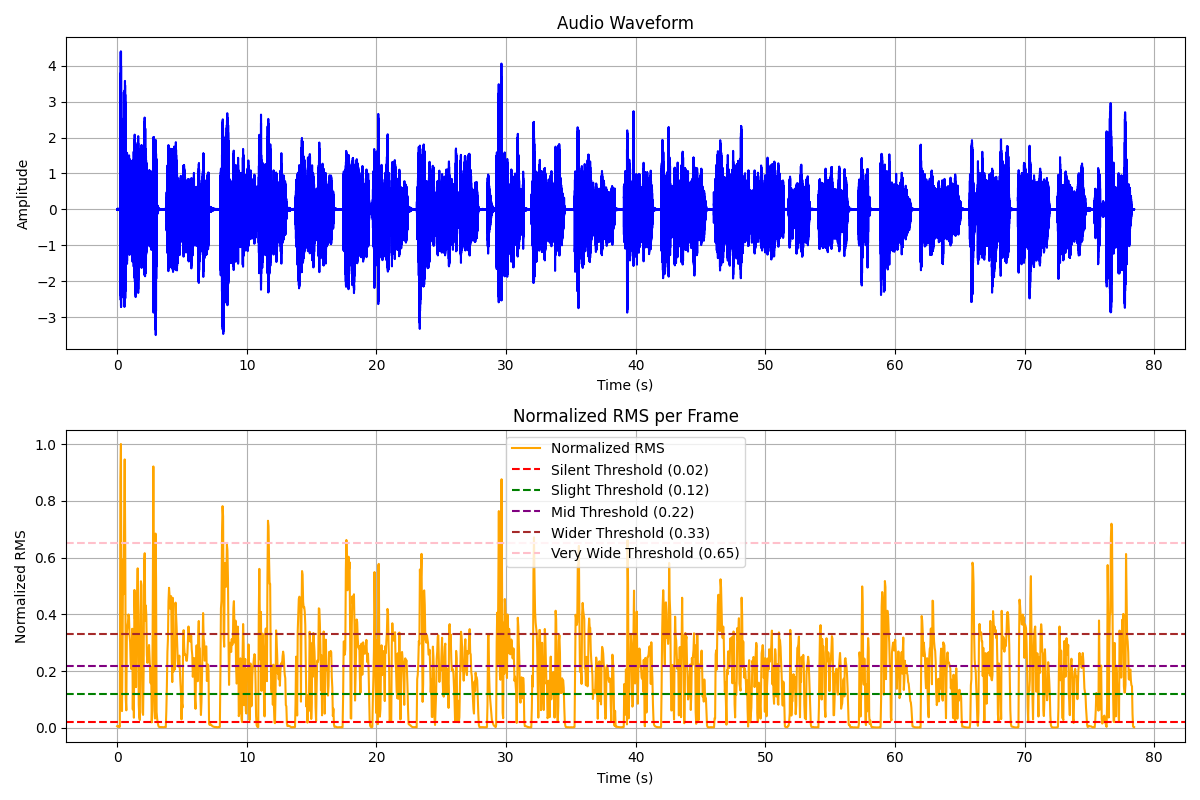 Audio Waveform
4
3
2
1
0
−1
−2
−3
Amplitude
0 10 20 30 40 50 60 70 80
Time (s)
Normalized RMS per Frame
1.0
0.8
0.6
0.4
0.2
0.0
Normalized RMS
Normalized RMS
Silent Threshold (0.02)
Slight Threshold (0.12)
Mid Threshold (0.22)
Wider Threshold (0.33)
Very Wide Threshold (0.65)
0 10 20 30 40 50 60 70 80
Time (s)